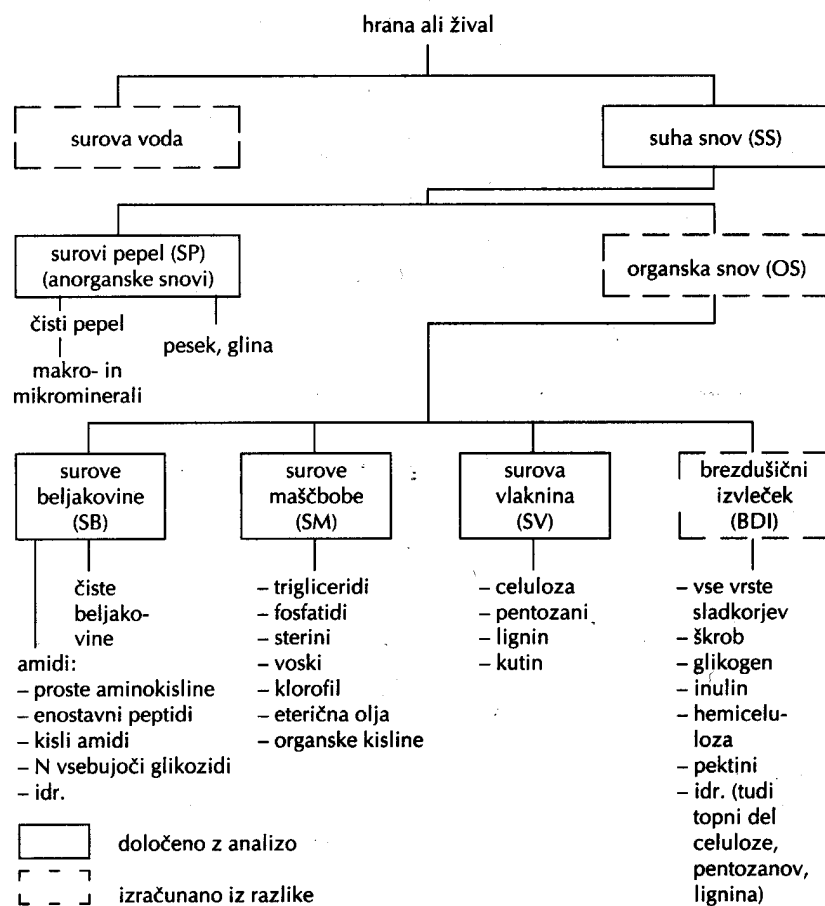 hrana ali žival
surova voda
suha snov (SS)
surovi pepel (SP)
(anorganske snovi)
organska snov (OS)
čisti pepel
pesek, glina
makro- in
mikrominerali
surove
beljakovine
(SB)
surove
maščbobe
(SM)
surova
vlaknina
(SV)
brezdušični
izvleček
(BDI)
čiste
beljako-
vine
amidi:
– proste aminokisline
– enostavni peptidi
– kisli amidi
– N vsebujoči glikozidi
– idr.
– trigliceridi
– fosfatidi
– sterini
– voski
– klorofil
– eterična olja
– organske kisline
– celuloza
– pentozani
– lignin
– kutin
– vse vrste
sladkorjev
– škrob
– glikogen
– inulin
– hemicelu-
loza
– pektini
– idr. (tudi
topni del
celuloze,
pentozanov,
lignina)
določeno z analizo
izračunano iz razlike